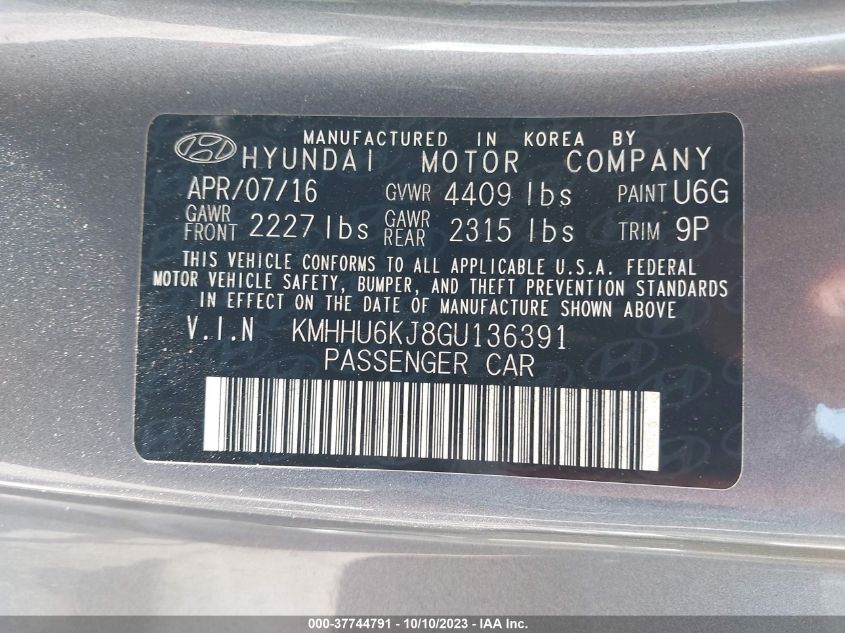 MANUFACTURED IN KOREA BY
HYUNDAI MOTOR COMPANY
APR/07/16 GVWR 4409 lbs PAINT U6G
GAWR FRONT 2227 lbs GAWR REAR 2315 lbs TRIM 9P
THIS VEHICLE CONFORMS TO ALL APPLICABLE U.S.A. FEDERAL
MOTOR VEHICLE SAFETY, BUMPER, AND THEFT PREVENTION STANDARDS
IN EFFECT ON THE DATE OF MANUFACTURE SHOWN ABOVE
V.I.N KMHHU6KJ8GU136391
PASSENGER CAR
000-37744791 - 10/10/2023 - IAA Inc.